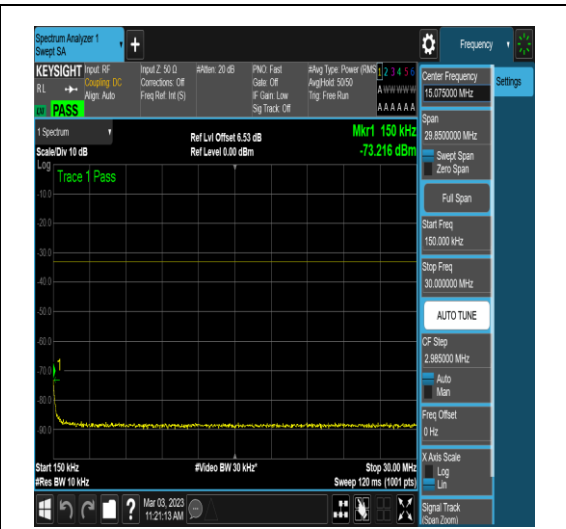 Spectrum Analyzer 1
Swept SA
Frequency
KEYSIGHT
RL
PASS
Input: RF
Coupling: DC
Align: Auto
Input Z: 50 Ω
Corrections: Off
Freq Ref: Int (S)
#Atten: 20 dB
PNO: Fast
Gate: Off
IF Gain: Low
Sig Track: Off
#Avg Type: Power (RMS
Avg|Hold: 50/50
Trig: Free Run
1 2 3 4 5 6
A W W W W W
A A A A A A
1 Spectrum
Scale/Div 10 dB
Ref Lvl Offset 6.53 dB
Ref Level 0.00 dBm
Mkr1 150 kHz
-73.216 dBm
Log
Trace 1 Pass
-10.0
-20.0
-30.0
-40.0
-50.0
-60.0
-70.0
-80.0
-90.0
1
Start 150 kHz
#Res BW 10 kHz
#Video BW 30 kHz*
Stop 30.00 MHz
Sweep 120 ms (1001 pts)
Mar 03, 2023
11:21:13 AM
Center Frequency
15.075000 MHz
Settings
Span
29.8500000 MHz
Swept Span
Zero Span
Full Span
Start Freq
150.000 kHz
Stop Freq
30.000000 MHz
AUTO TUNE
CF Step
2.985000 MHz
Auto
Man
Freq Offset
0 Hz
X Axis Scale
Log
Lin
Signal Track
(Span Zoom)